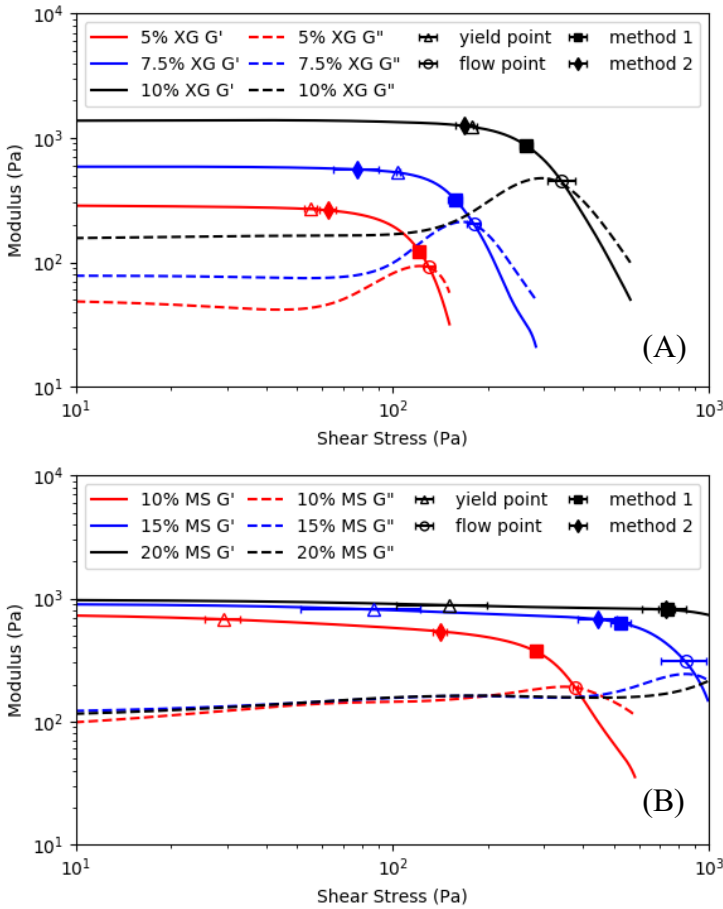 10⁴
5% XG G' 5% XG G" yield point method 1
7.5% XG G' 7.5% XG G" flow point method 2
10% XG G' 10% XG G"
10³
Modulus (Pa)
10²
(A)
10¹
10¹ 10² 10³
Shear Stress (Pa)
10⁴
10% MS G' 10% MS G" yield point method 1
15% MS G' 15% MS G" flow point method 2
20% MS G' 20% MS G"
10³
Modulus (Pa)
10²
(B)
10¹
10¹ 10² 10³
Shear Stress (Pa)